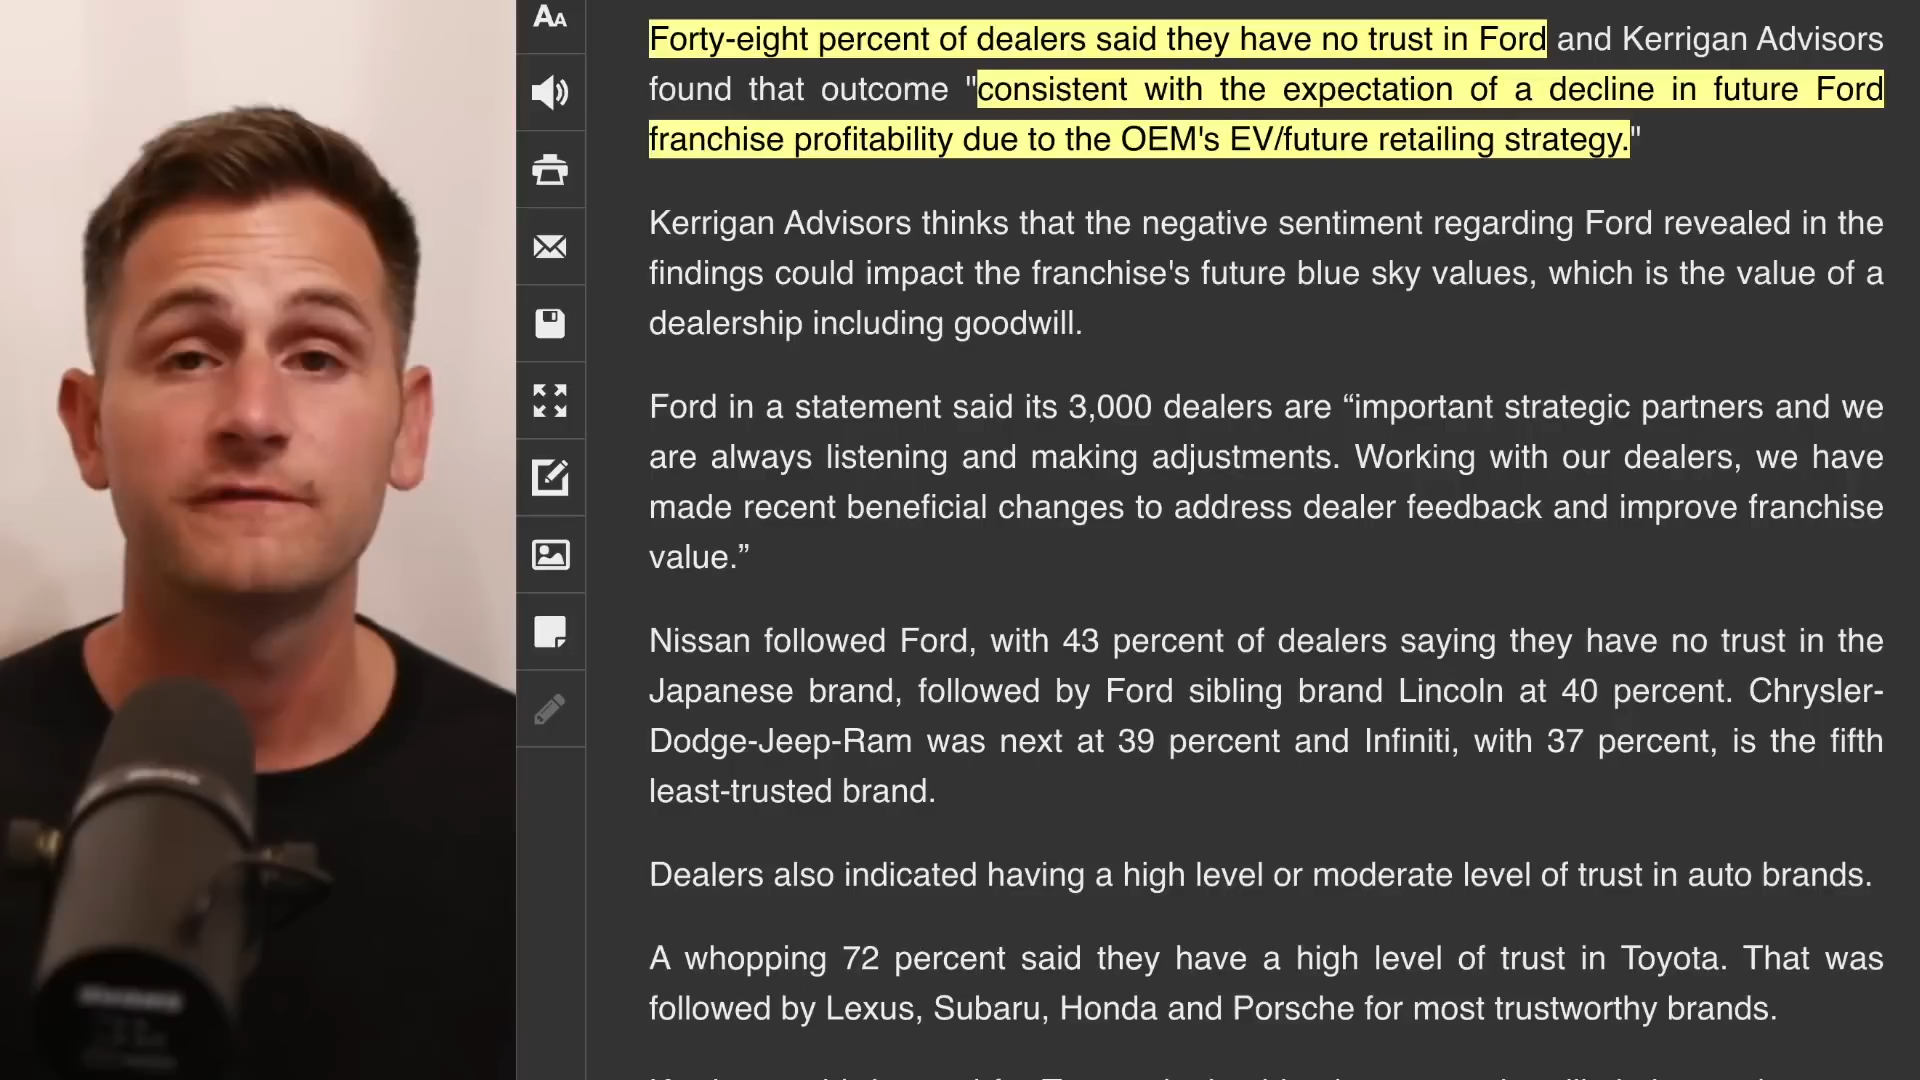 AA
Forty-eight percent of dealers said they have no trust in Ford and Kerrigan Advisors
found that outcome "consistent with the expectation of a decline in future Ford
franchise profitability due to the OEM's EV/future retailing strategy."
Kerrigan Advisors thinks that the negative sentiment regarding Ford revealed in the
findings could impact the franchise's future blue sky values, which is the value of a
dealership including goodwill.
Ford in a statement said its 3,000 dealers are “important strategic partners and we
are always listening and making adjustments. Working with our dealers, we have
made recent beneficial changes to address dealer feedback and improve franchise
value.”
Nissan followed Ford, with 43 percent of dealers saying they have no trust in the
Japanese brand, followed by Ford sibling brand Lincoln at 40 percent. Chrysler-
Dodge-Jeep-Ram was next at 39 percent and Infiniti, with 37 percent, is the fifth
least-trusted brand.
Dealers also indicated having a high level or moderate level of trust in auto brands.
A whopping 72 percent said they have a high level of trust in Toyota. That was
followed by Lexus, Subaru, Honda and Porsche for most trustworthy brands.